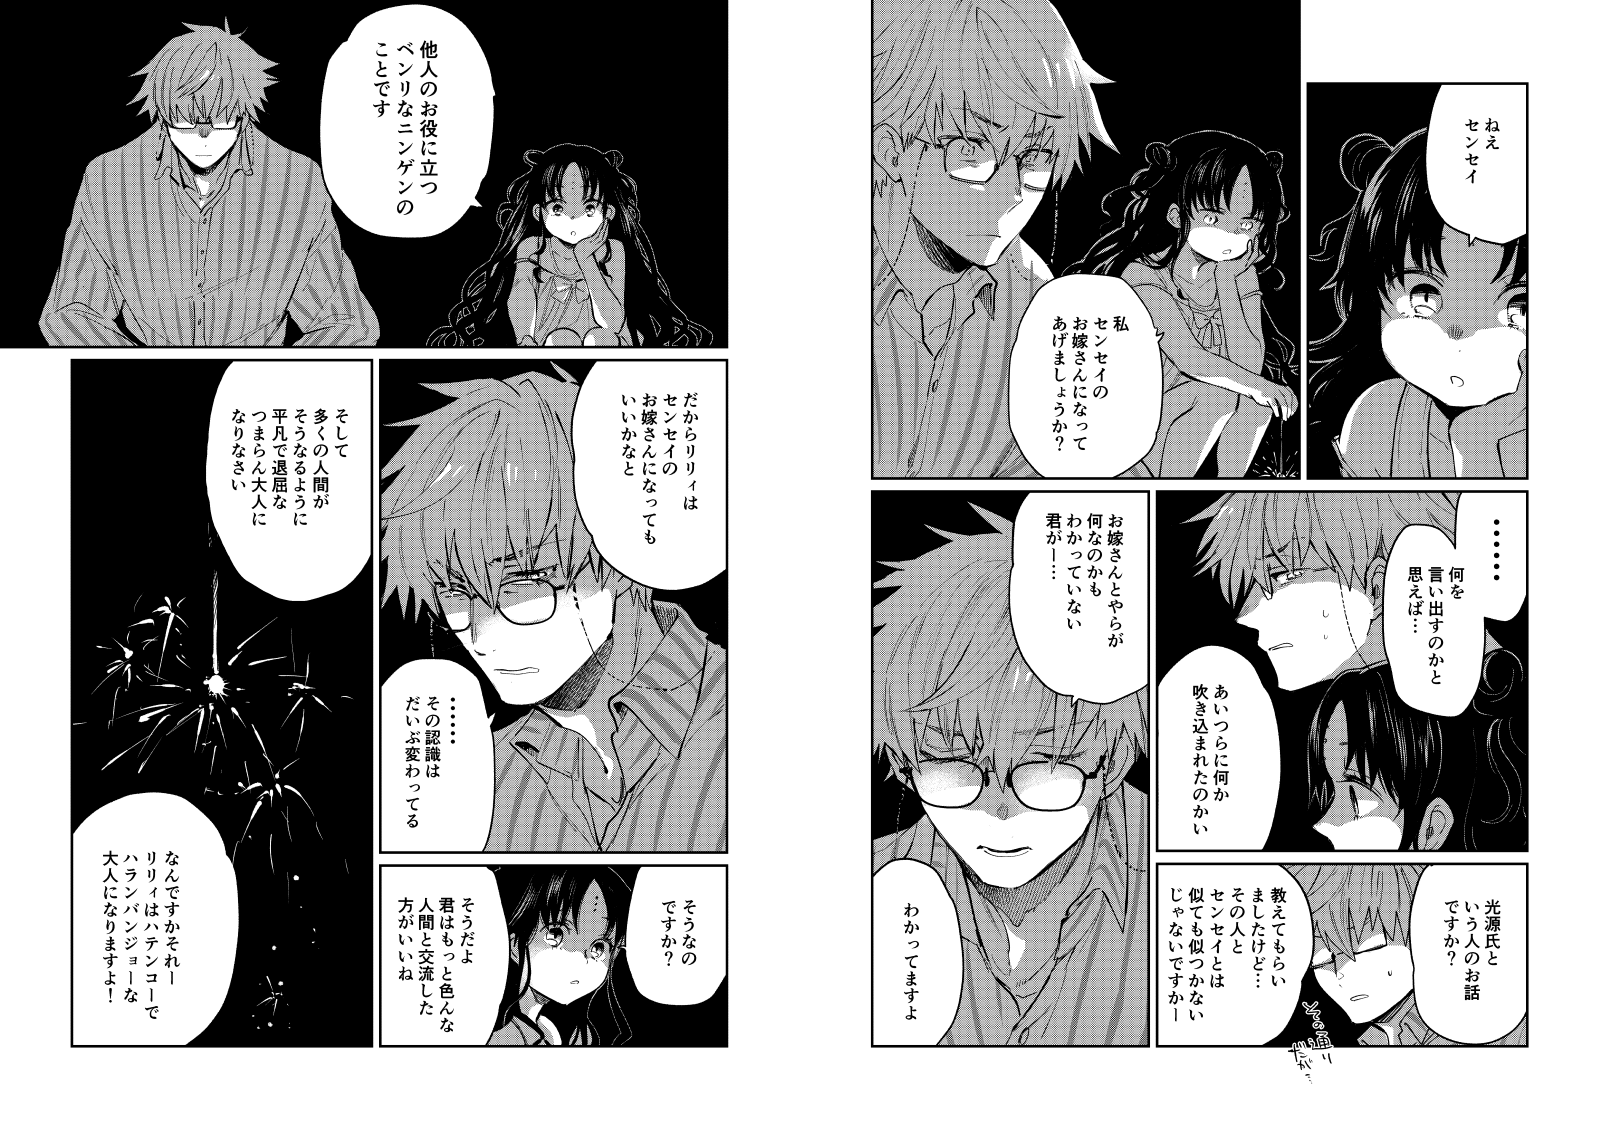 ねえ
センセイ
私
センセイの
お嫁さんになって
あげましょうか？
……
何を
言い出すのかと
思えば…
あいつらに何か
吹き込まれたのかい
お嫁さんとやらが
何なのかも
わかっていない
君がー…
光源氏と
いう人のお話
ですか？
教えてもらい
ましたけど…
その人と
センセイとは
似ても似つかない
じゃないですかー
その通り
だが…
わかってますよ
他人のお役に立つ
ベンリなニンゲンの
ことです
だからリリィは
センセイの
お嫁さんになっても
いいかなと
……
その認識は
だいぶ変わってる
そうなの
ですか？
そうだよ
君はもっと色んな
人間と交流した
方がいいね
そして
多くの人間が
そうなるように
平凡で退屈な
つまらん大人に
なりなさい
なんですかそれー
リリィはハテンコーで
ハランバンジョーな
大人になりますよ！